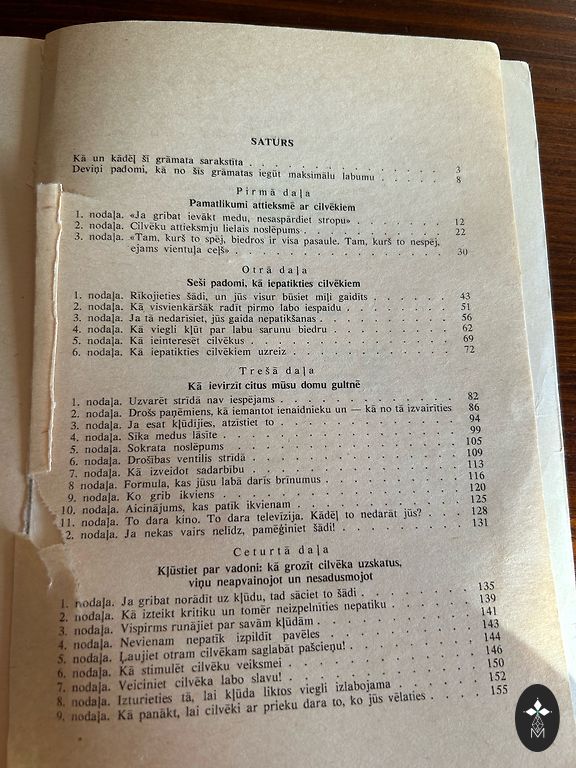 SATURS
Kā un kādēļ šī grāmata sarakstīta . . . . . . . . . . . . 3
Deviņi padomi, kā no šīs grāmatas iegūt maksimālu labumu . . . . 8
Pirmā daļa
Pamatlikumi attieksmē ar cilvēkiem
1. nodaļa. «Ja gribat ievākt medu, nesaspārdiet stropu» . . . . . . 12
2. nodaļa. Cilvēku attieksmju lielais noslēpums . . . . . . . . 22
3. nodaļa. «Tam, kurš to spēj, biedros ir visa pasaule. Tam, kurš to nespēj,
ejams vientuļa ceļš» . . . . . . . . . . . . 30
Otrā daļa
Seši padomi, kā iepatikties cilvēkiem
1. nodaļa. Rīkojieties šādi, un jūs visur būsiet mīļi gaidīts . . . . . 43
2. nodaļa. Kā visvienkāršāk radīt pirmo labo iespaidu . . . . . . 51
3. nodaļa. Ja tā nedarīsiet, jūs gaida nepatikšanas . . . . . . . 56
4. nodaļa. Kā viegli kļūt par labu sarunu biedru . . . . . . . 62
5. nodaļa. Kā ieinteresēt cilvēkus . . . . . . . . . . 69
6. nodaļa. Kā iepatikties cilvēkiem uzreiz . . . . . . . . . 72
Trešā daļa
Kā ievirzīt citus mūsu domu gultnē
1. nodaļa. Uzvarēt strīdā nav iespējams . . . . . . . . . 82
2. nodaļa. Drošs paņēmiens, kā iemantot ienaidnieku un — kā no tā izvairīties 86
3. nodaļa. Ja esat kļūdījies, atzīstiet to . . . . . . . . . 94
4. nodaļa. Sīka medus lāsīte . . . . . . . . . . . . 99
5. nodaļa. Sokrata noslēpums . . . . . . . . . . . . 105
6. nodaļa. Drošības ventilis strīdā . . . . . . . . . . 109
7. nodaļa. Kā izveidot sadarbību . . . . . . . . . . . 113
8 nodaļa. Formula, kas jūsu labā darīs brīnumus . . . . . . . 116
9. nodaļa. Ko grib ikviens . . . . . . . . . . . . 120
10. nodaļa. Aicinājums, kas patīk ikvienam . . . . . . . . 125
11. nodaļa. To dara kino. To dara televīzija. Kādēļ to nedarāt jūs? . . . 128
2. nodaļa. Ja nekas vairs nelīdz, pamēģiniet šādi! . . . . . . . 131
Ceturtā daļa
Kļūstiet par vadoni: kā grozīt cilvēka uzskatus,
viņu neapvainojot un nesadusmojot
1. nodaļa. Ja gribat norādīt uz kļūdu, tad sāciet to šādi . . . . . . 135
2. nodaļa. Kā izteikt kritiku un tomēr neizpelnīties nepatiku . . . . . 139
3. nodaļa. Vispirms runājiet par savām kļūdām . . . . . . . 141
4. nodaļa. Nevienam nepatīk izpildīt pavēles . . . . . . . . 143
5. nodaļa. Ļaujiet otram cilvēkam saglabāt pašcieņu! . . . . . . 144
6. nodaļa. Kā stimulēt cilvēku veiksmei . . . . . . . . . 146
7. nodaļa. Veiciniet cilvēka labo slavu! . . . . . . . . . 150
8. nodaļa. Izturieties tā, lai kļūda liktos viegli izlabojama . . . . . 152
9. nodaļa. Kā panākt, lai cilvēki ar prieku dara to, ko jūs vēlaties . . . 155
M